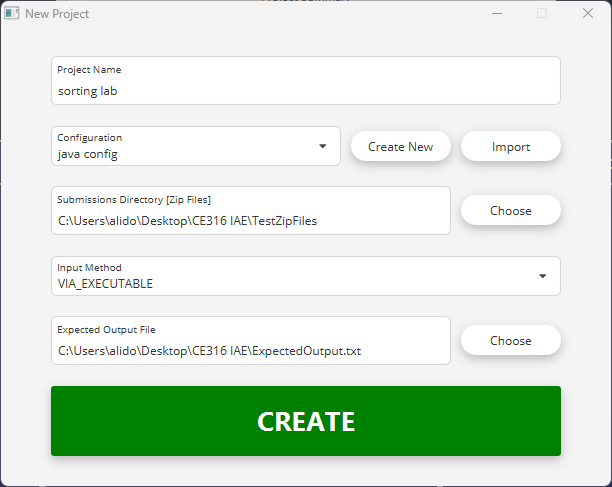 New Project
Project Name
sorting lab
Configuration
java config
Create New
Import
Submissions Directory [Zip Files]
C:\Users\alido\Desktop\CE316 IAE\TestZipFiles
Choose
Input Method
VIA_EXECUTABLE
Expected Output File
C:\Users\alido\Desktop\CE316 IAE\ExpectedOutput.txt
Choose
CREATE